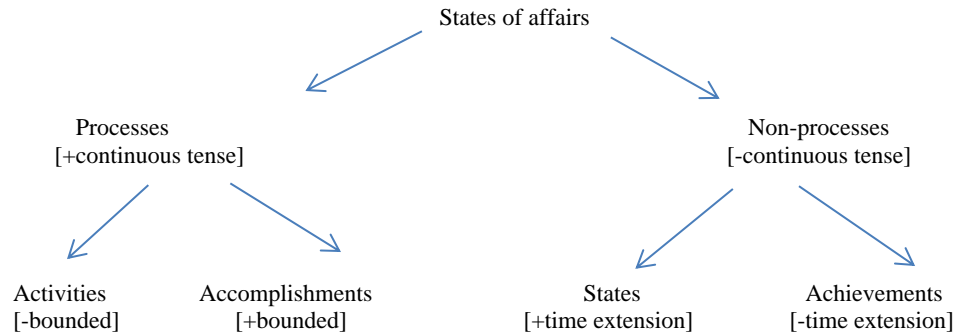 States of affairs
Processes
[+continuous tense]
Non-processes
[-continuous tense]
Activities
[-bounded]
Accomplishments
[+bounded]
States
[+time extension]
Achievements
[-time extension]